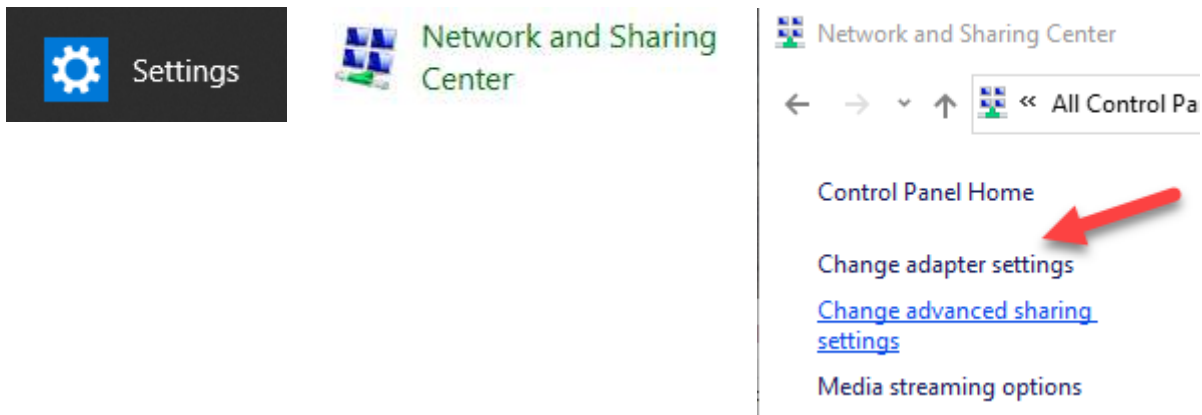 Settings
Network and Sharing
Center
Network and Sharing Center
« All Control Pa
Control Panel Home
Change adapter settings
Change advanced sharing
settings
Media streaming options